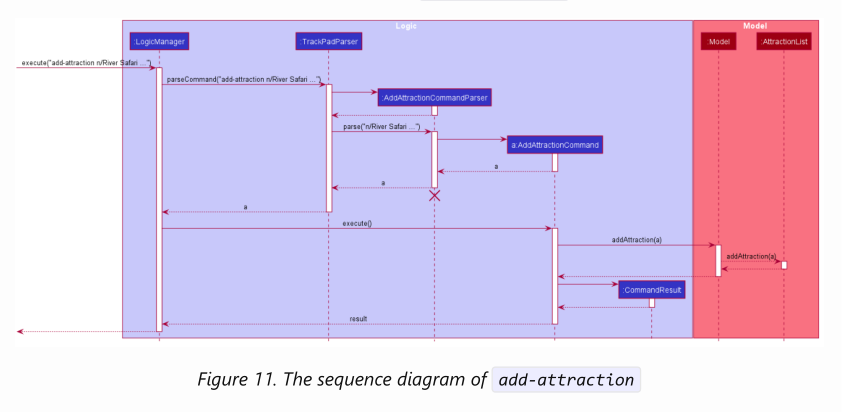 Logic
Model
:LogicManager
:TrackPadParser
:Model
:AttractionList
execute("add-attraction n/River Safari ...")
parseCommand("add-attraction n/River Safari ...")
:AddAttractionCommandParser
parse("n/River Safari ...")
a:AddAttractionCommand
a
a
a
execute()
addAttraction(a)
addAttraction(a)
:CommandResult
result
Figure 11. The sequence diagram of add-attraction